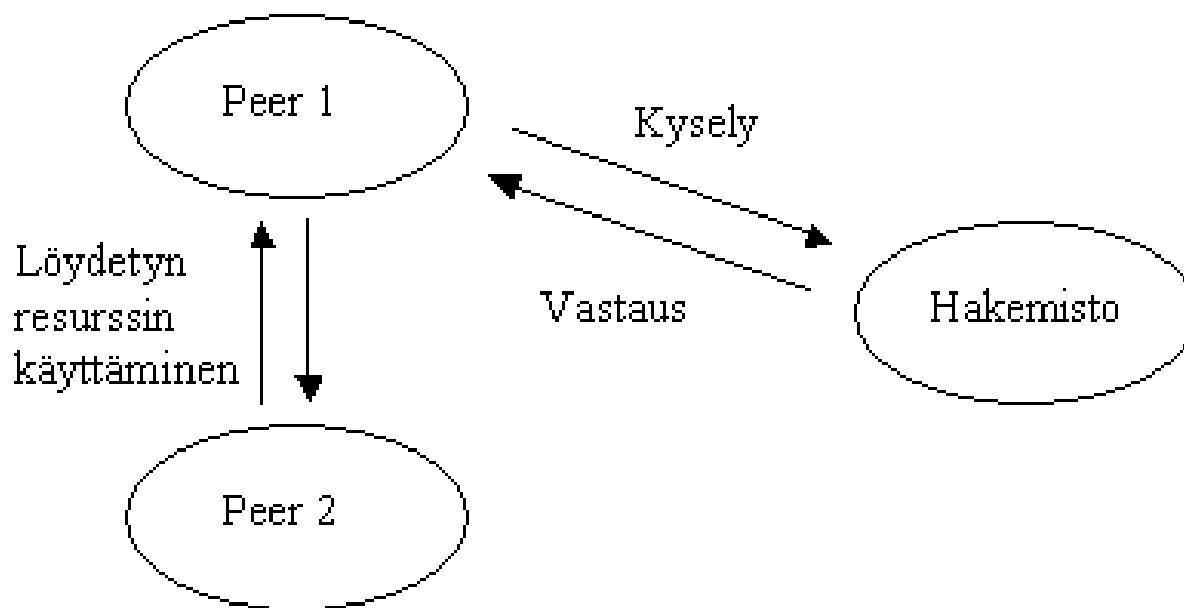 Peer 1
Kysely
Löydetyn
resurssin
käyttäminen
Vastaus
Hakemisto
Peer 2